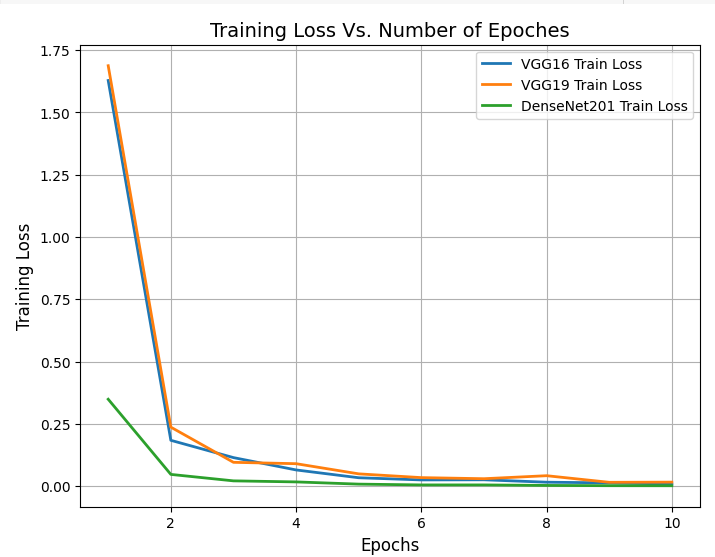 Training Loss Vs. Number of Epoches
VGG16 Train Loss
VGG19 Train Loss
DenseNet201 Train Loss
Training Loss
1.75
1.50
1.25
1.00
0.75
0.50
0.25
0.00
2 4 6 8 10
Epochs